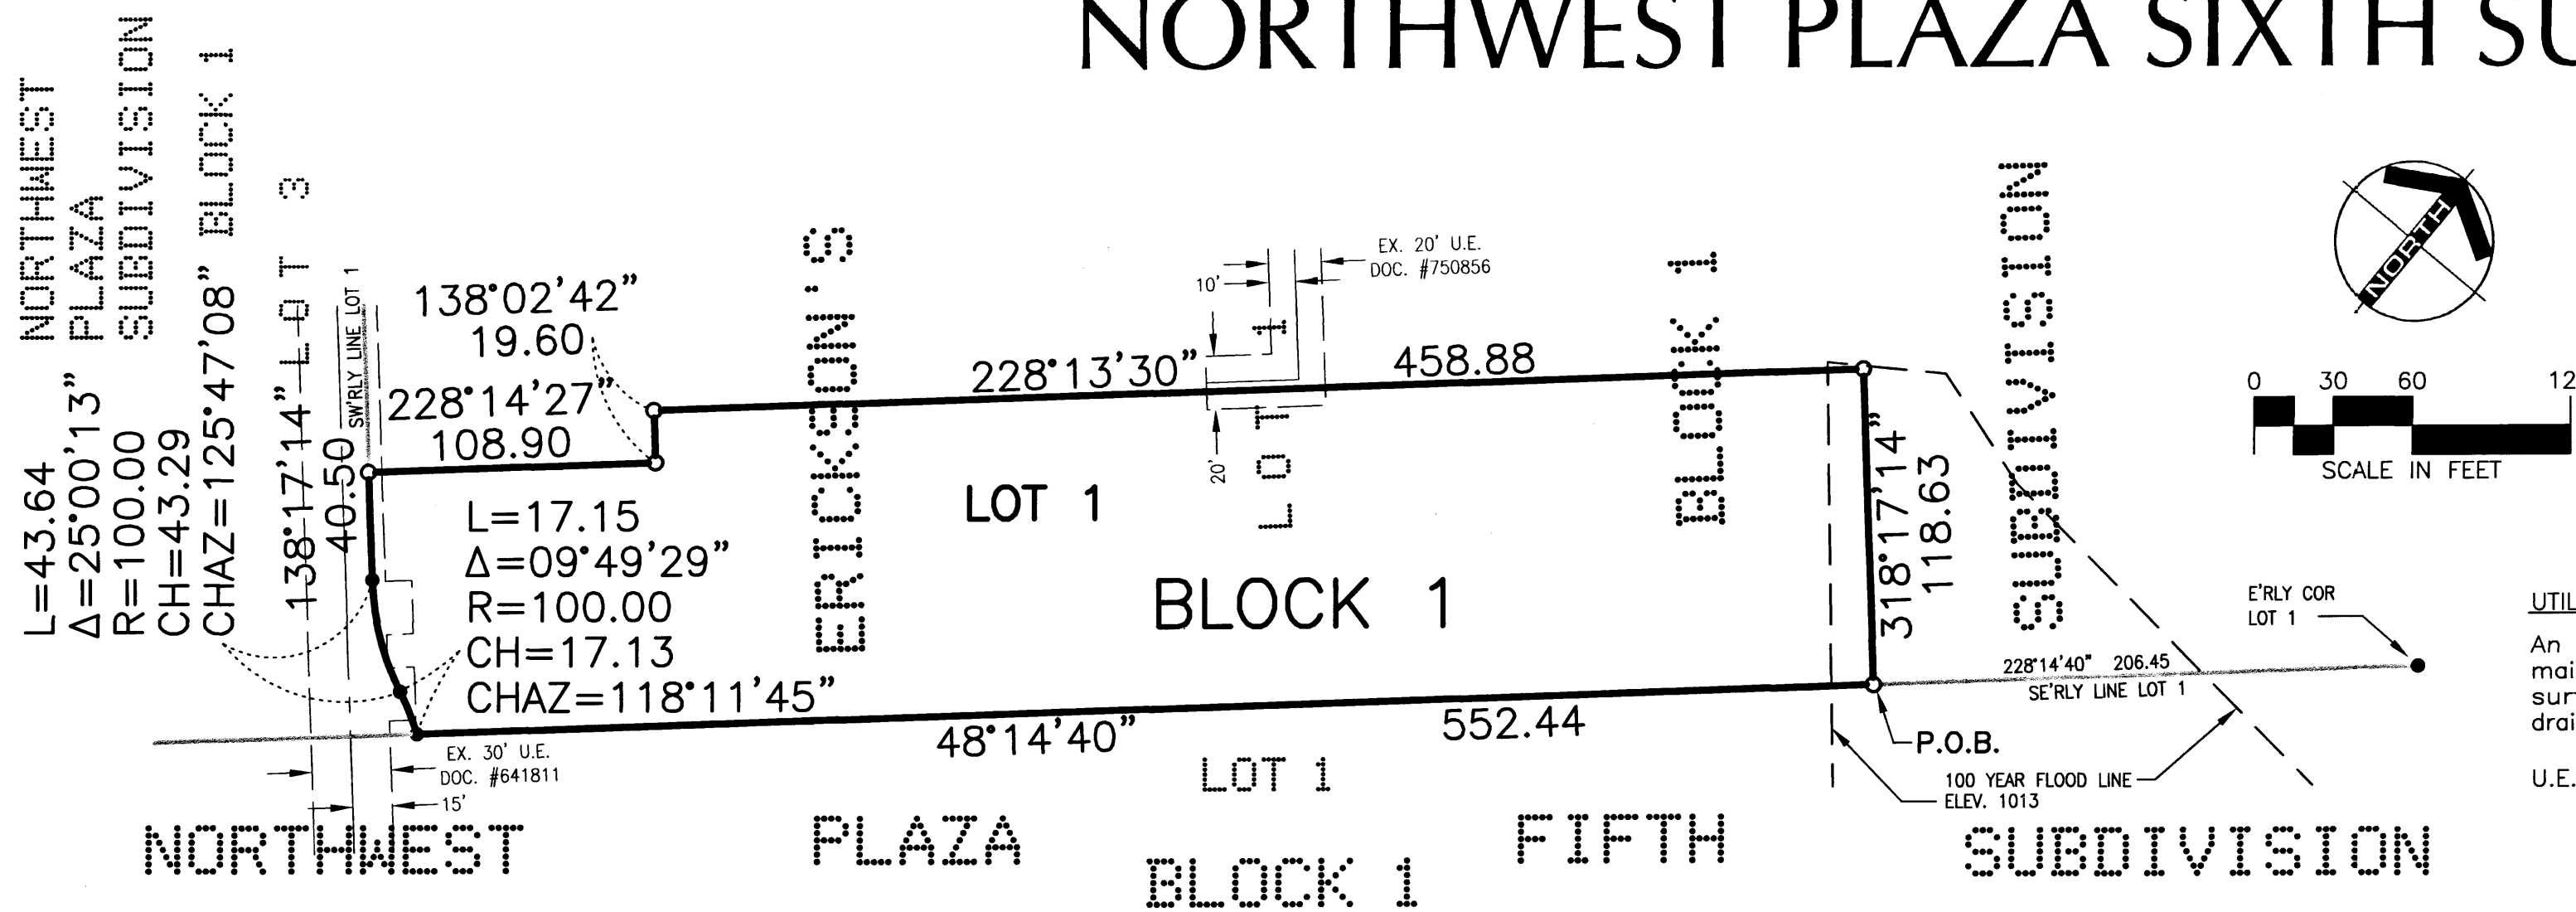 NORTHWEST PLAZA SIXTH
NORTHWEST
PLAZA
SUBDIVISION
BLOCK 1
LOT 3
L=43.64
Δ=25°00'13"
R=100.00
CH=43.29
CHAZ=125°47'08"
138°17'14"
40.50
SW'RLY LINE LOT 1
138°02'42"
19.60
228°14'27"
108.90
L=17.15
Δ=09°49'29"
R=100.00
CH=17.13
CHAZ=118°11'45"
ERICKSON'S
228°13'30"
458.88
EX. 20' U.E.
DOC. #750856
10'
20'
LOT 1
LOT 1
BLOCK 1
BLOCK 1
SUBDIVISION
318°17'14"
118.63
NORTH
0 30 60 12
SCALE IN FEET
E'RLY COR
LOT 1
228°14'40" 206.45
SE'RLY LINE LOT 1
P.O.B.
100 YEAR FLOOD LINE
ELEV. 1013
48°14'40"
552.44
EX. 30' U.E.
DOC. #641811
15'
LOT 1
NORTHWEST PLAZA FIFTH SUBDIVISION
BLOCK 1
An
U.E.